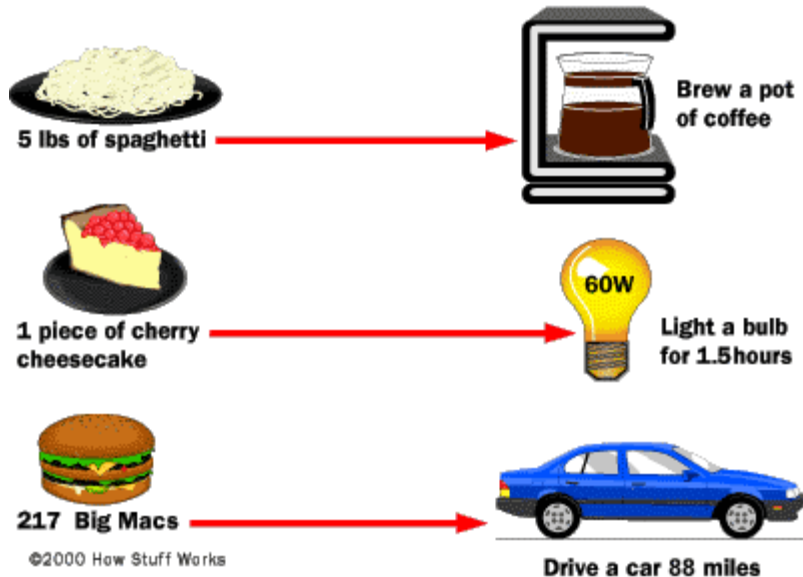 5 lbs of spaghetti
Brew a pot
of coffee
1 piece of cherry
cheesecake
60W
Light a bulb
for 1.5hours
217 Big Macs
Drive a car 88 miles
©2000 How Stuff Works